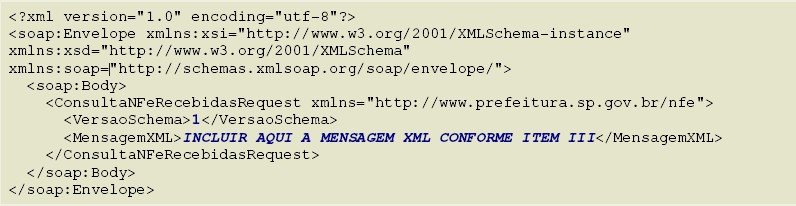 <?xml version="1.0" encoding="utf-8"?>
<soap:Envelope xmlns:xsi="http://www.w3.org/2001/XMLSchema-instance"
xmlns:xsd="http://www.w3.org/2001/XMLSchema"
xmlns:soap="http://schemas.xmlsoap.org/soap/envelope/">
  <soap:Body>
    <ConsultaNFeRecebidasRequest xmlns="http://www.prefeitura.sp.gov.br/nfe">
      <VersaoSchema>1</VersaoSchema>
      <MensagemXML>INCLUIR AQUI A MENSAGEM XML CONFORME ITEM III</MensagemXML>
    </ConsultaNFeRecebidasRequest>
  </soap:Body>
</soap:Envelope>